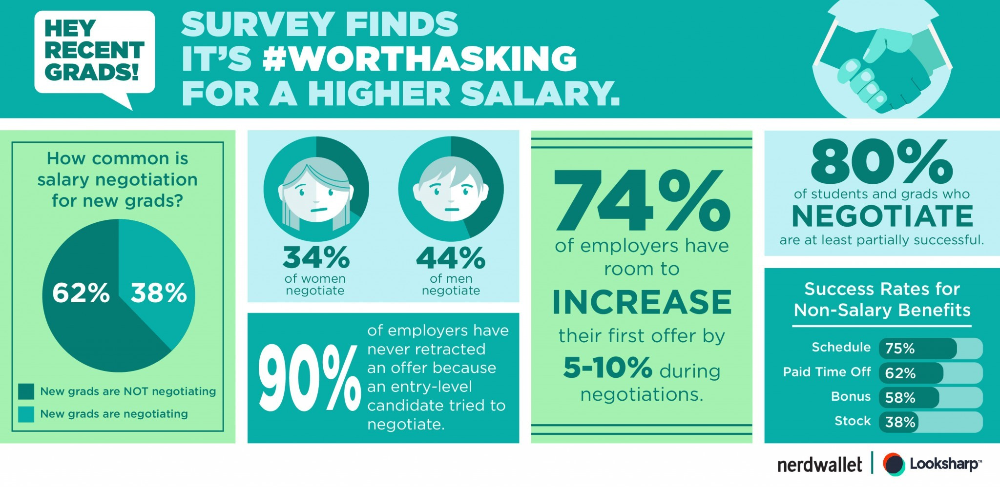 HEY
RECENT
GRADS!
SURVEY FINDS
IT'S #WORTHASKING
FOR A HIGHER SALARY.
How common is
salary negotiation
for new grads?
62%
38%
New grads are NOT negotiating
New grads are negotiating
34%
of women
negotiate
44%
of men
negotiate
90%
of employers have
never retracted
an offer because
an entry-level
candidate tried to
negotiate.
74%
of employers have
room to
INCREASE
their first offer by
5-10% during
negotiations.
80%
of students and grads who
NEGOTIATE
are at least partially successful.
Success Rates for
Non-Salary Benefits
Schedule 75%
Paid Time Off 62%
Bonus 58%
Stock 38%
nerdwallet | Looksharp™